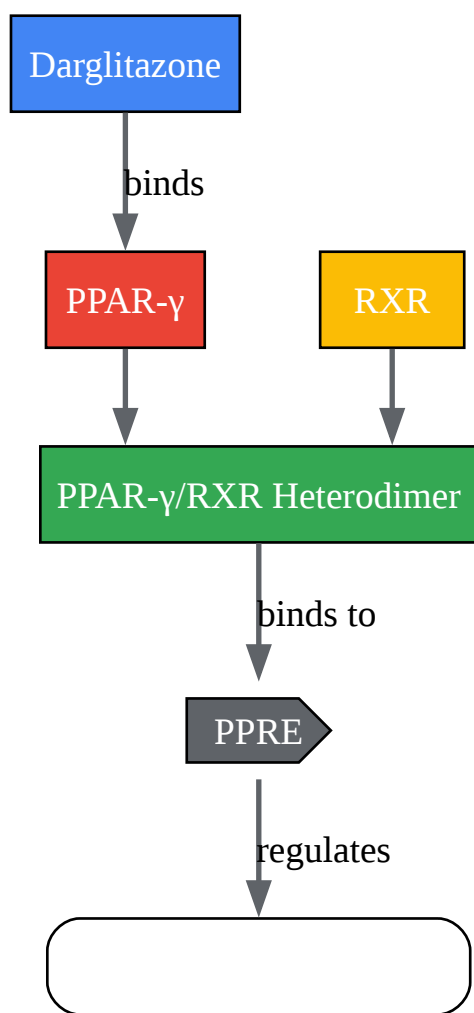 Darglitazone
binds
PPAR-γ
RXR
PPAR-γ/RXR Heterodimer
binds to
PPRE
regulates